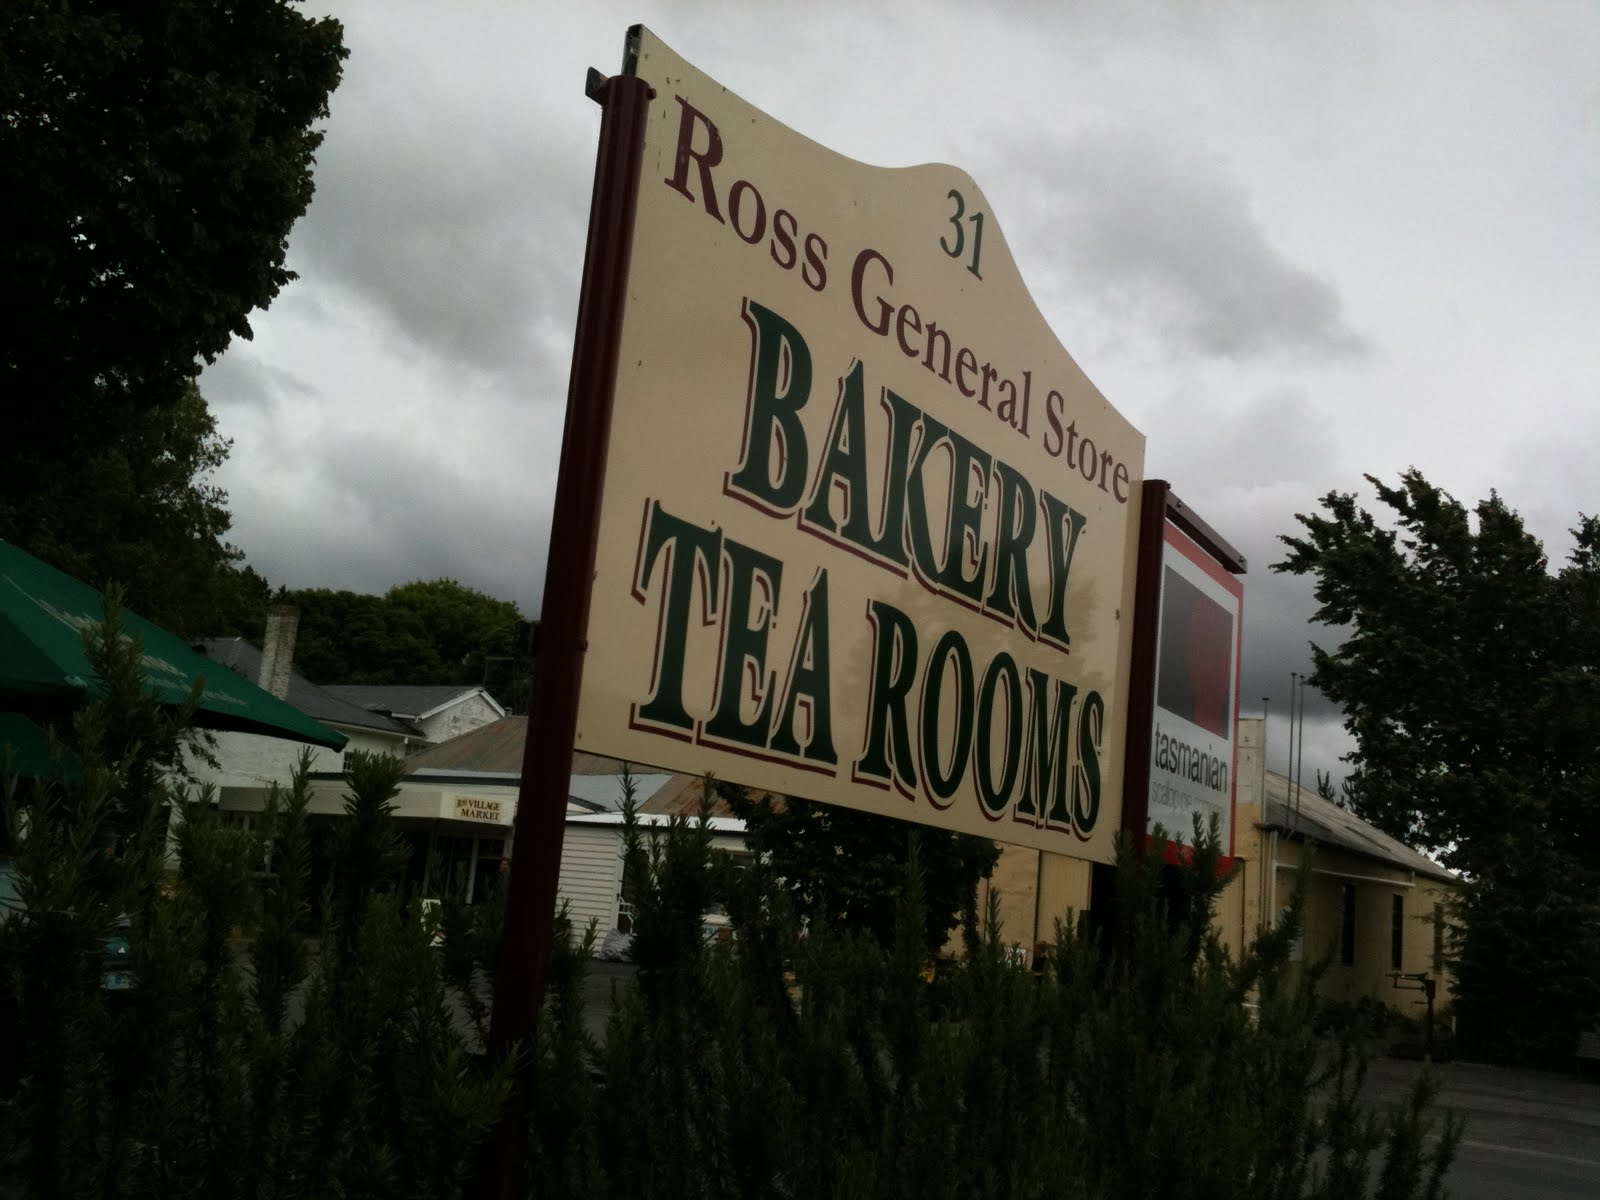 31
Ross General Store
BAKERY
TEA ROOMS
tasmanian
VILLAGE
MARKET